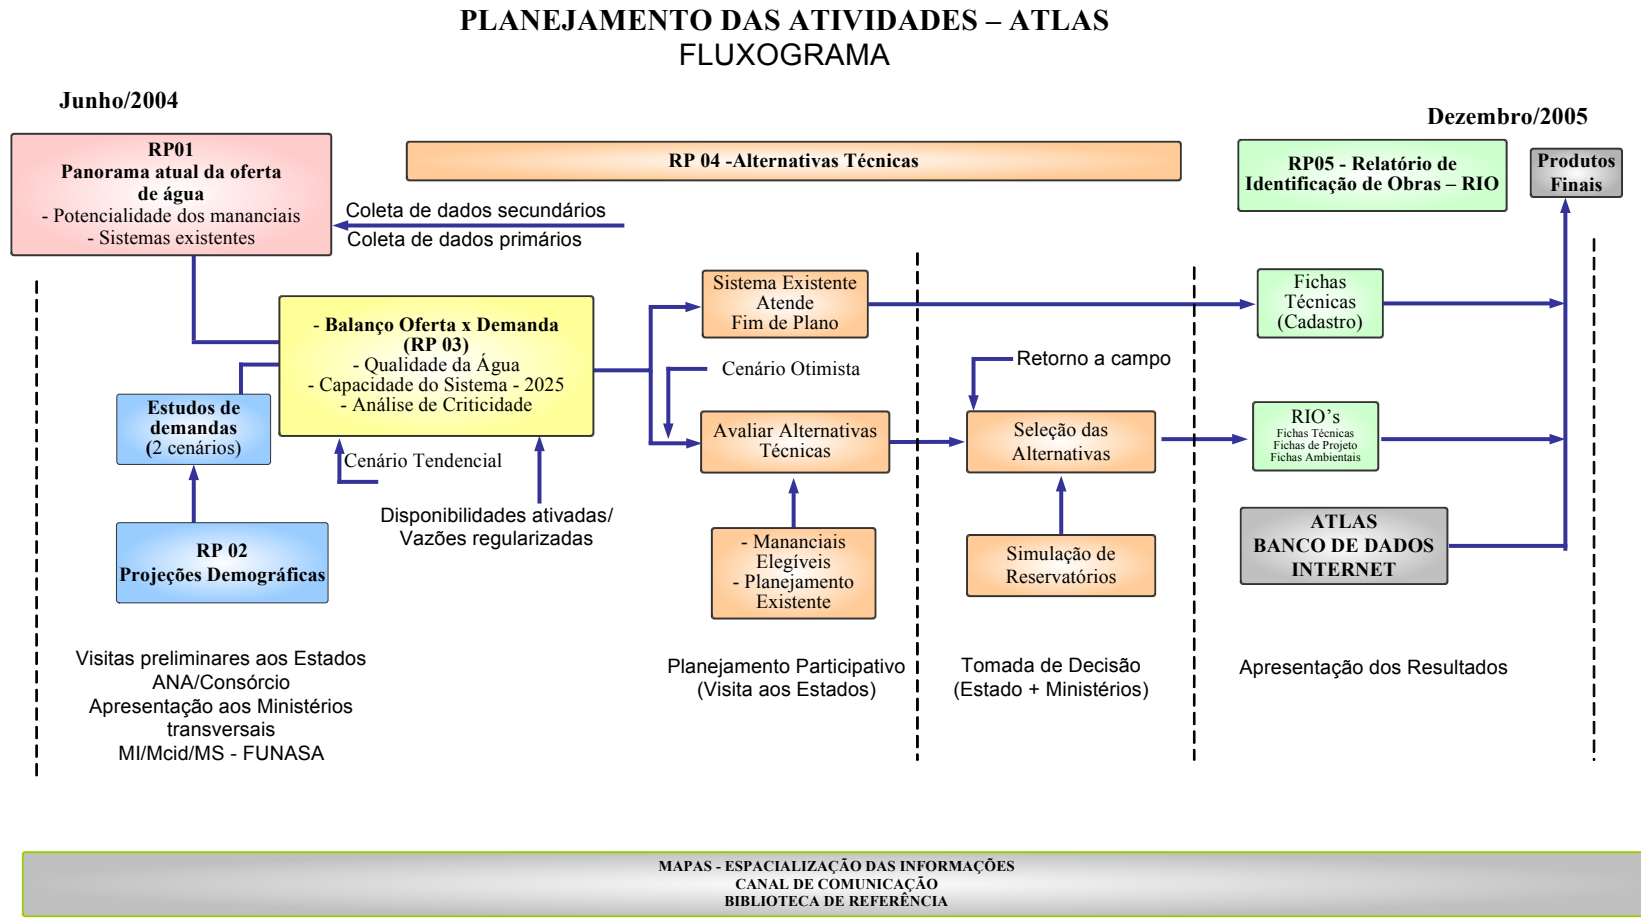 PLANEJAMENTO DAS ATIVIDADES – ATLAS
FLUXOGRAMA
Junho/2004
Dezembro/2005
RP01
Panorama atual da oferta
de água
- Potencialidade dos mananciais
- Sistemas existentes
RP 04 -Alternativas Técnicas
RP05 - Relatório de
Identificação de Obras – RIO
Produtos
Finais
Coleta de dados secundários
Coleta de dados primários
- Balanço Oferta x Demanda
(RP 03)
- Qualidade da Água
- Capacidade do Sistema - 2025
- Análise de Criticidade
Sistema Existente
Atende
Fim de Plano
Fichas
Técnicas
(Cadastro)
Cenário Otimista
Retorno a campo
Estudos de
demandas
(2 cenários)
Avaliar Alternativas
Técnicas
Seleção das
Alternativas
RIO’s
Fichas Técnicas
Fichas de Projeto
Fichas Ambientais
Cenário Tendencial
Disponibilidades ativadas/
Vazões regularizadas
RP 02
Projeções Demográficas
- Mananciais
Elegíveis
- Planejamento
Existente
Simulação de
Reservatórios
ATLAS
BANCO DE DADOS
INTERNET
Visitas preliminares aos Estados
ANA/Consórcio
Apresentação aos Ministérios
transversais
MI/Mcid/MS - FUNASA
Planejamento Participativo
(Visita aos Estados)
Tomada de Decisão
(Estado + Ministérios)
Apresentação dos Resultados
MAPAS - ESPACIALIZAÇÃO DAS INFORMAÇÕES
CANAL DE COMUNICAÇÃO
BIBLIOTECA DE REFERÊNCIA